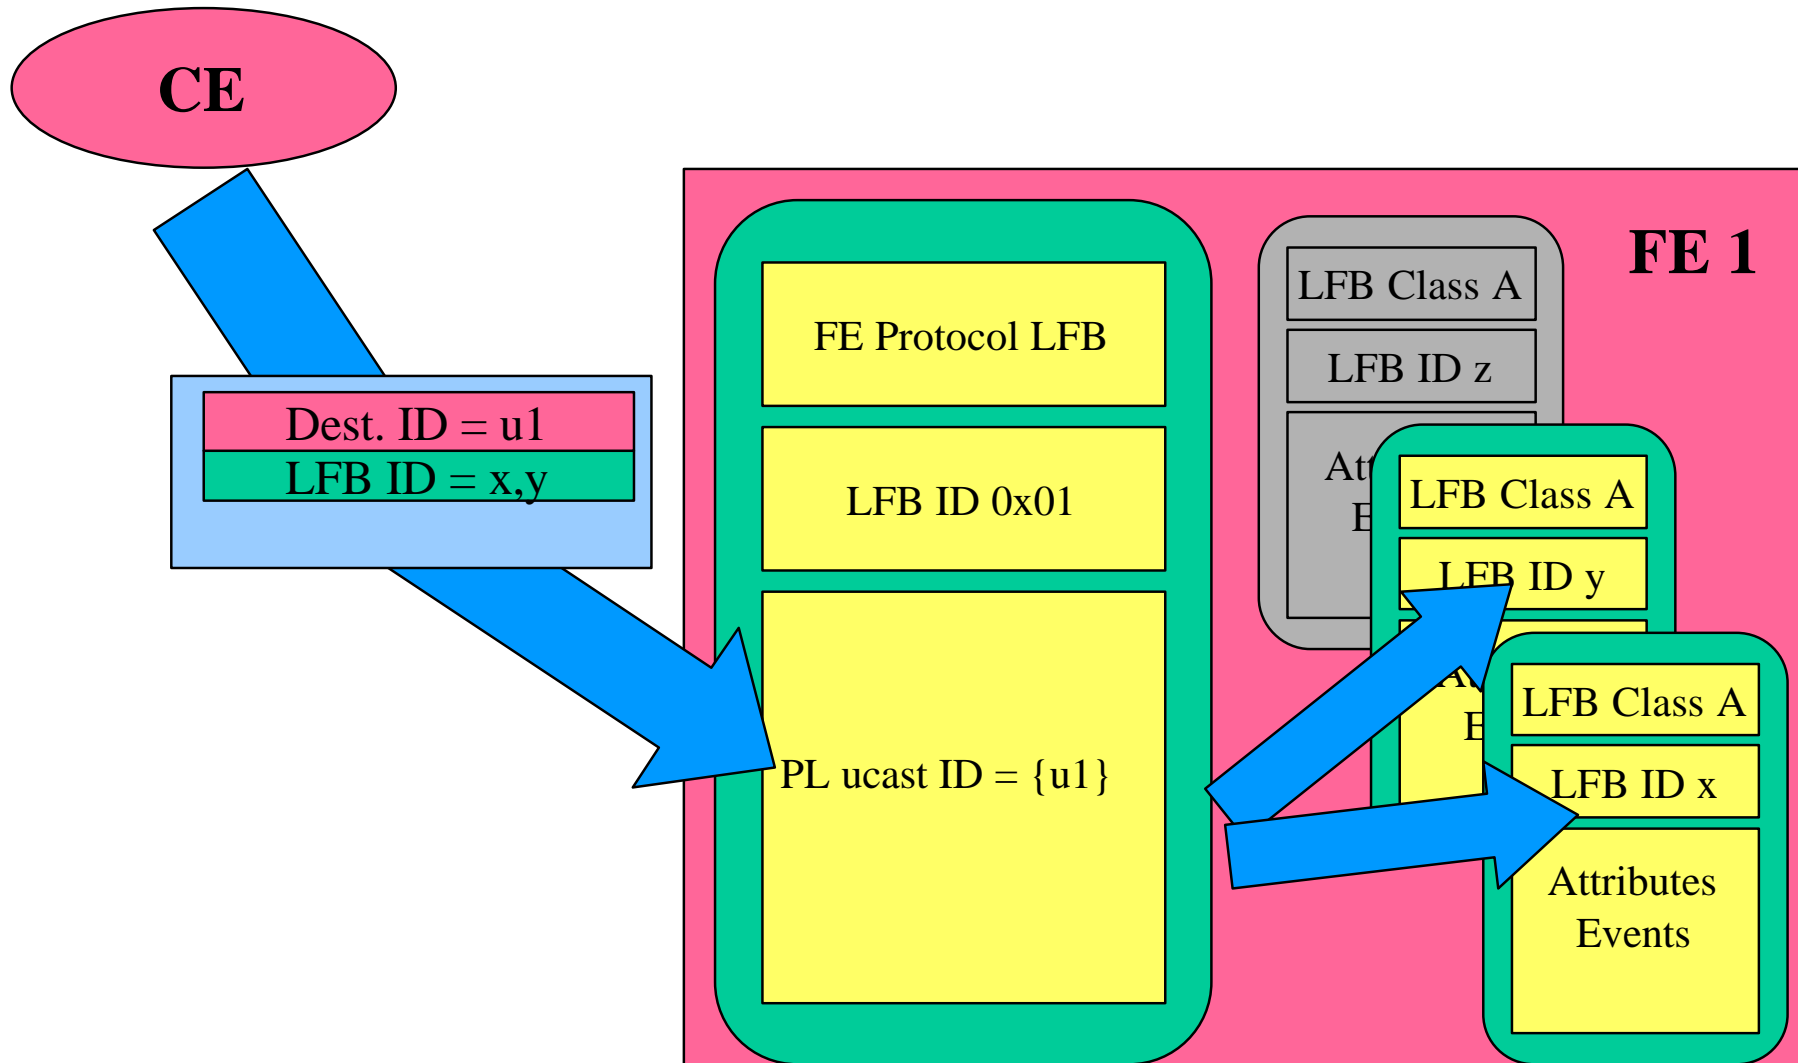 CE
FE 1
Dest. ID = u1
LFB ID = x,y
FE Protocol LFB
LFB ID 0x01
PL ucast ID = {u1}
LFB Class A
LFB ID z
LFB Class A
LFB ID y
LFB Class A
LFB ID x
Attributes
Events